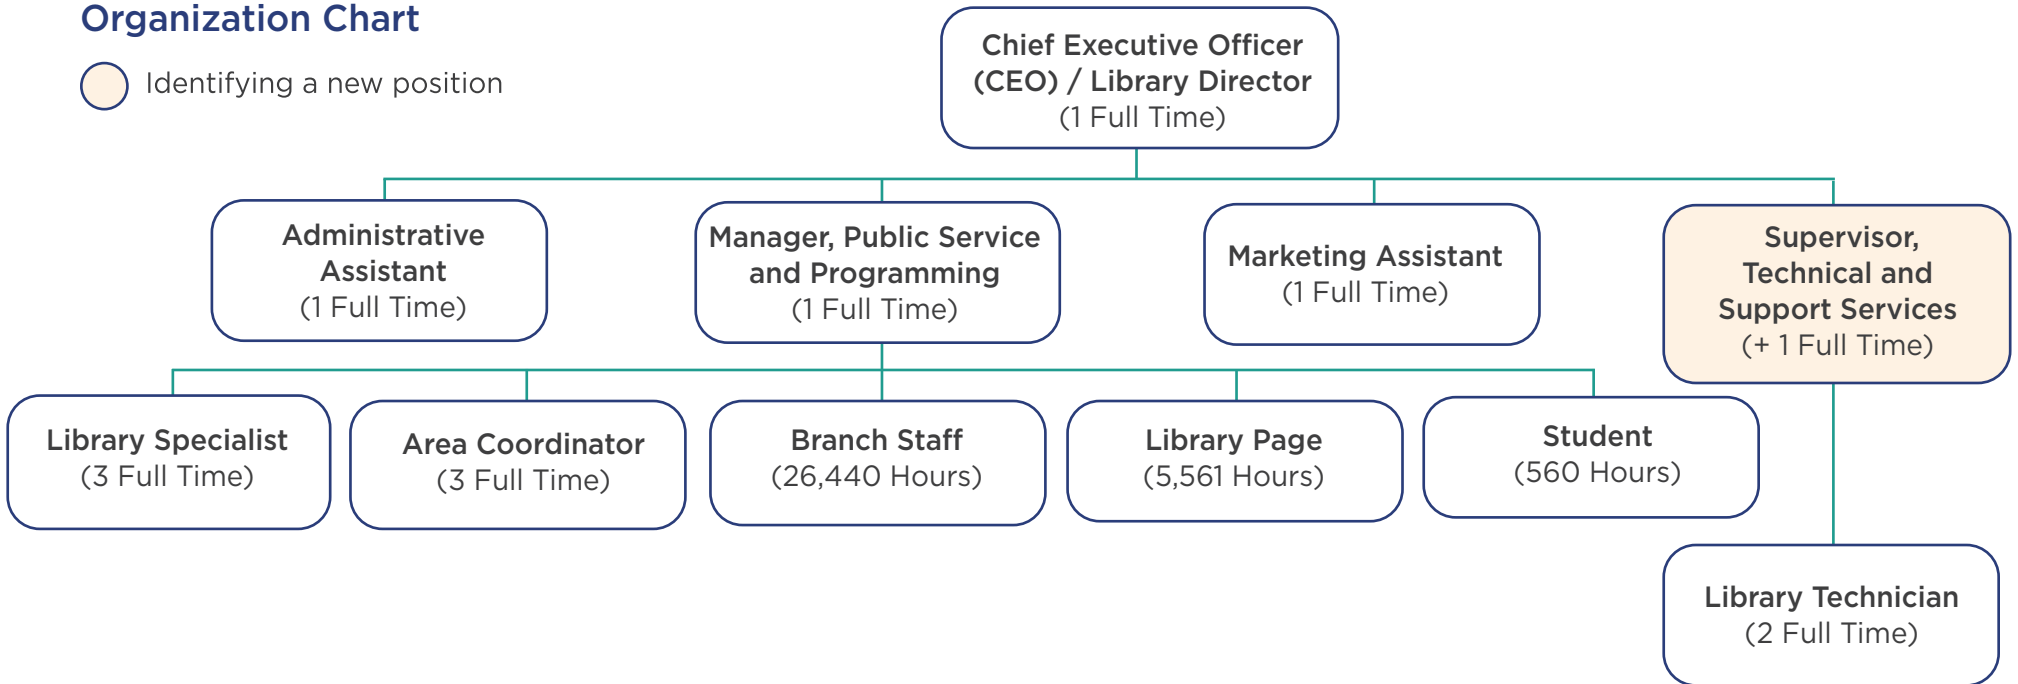 Organization Chart
Identifying a new position
Chief Executive Officer
(CEO) / Library Director
(1 Full Time)
Administrative
Assistant
(1 Full Time)
Manager, Public Service
and Programming
(1 Full Time)
Marketing Assistant
(1 Full Time)
Supervisor,
Technical and
Support Services
(+ 1 Full Time)
Library Specialist
(3 Full Time)
Area Coordinator
(3 Full Time)
Branch Staff
(26,440 Hours)
Library Page
(5,561 Hours)
Student
(560 Hours)
Library Technician
(2 Full Time)